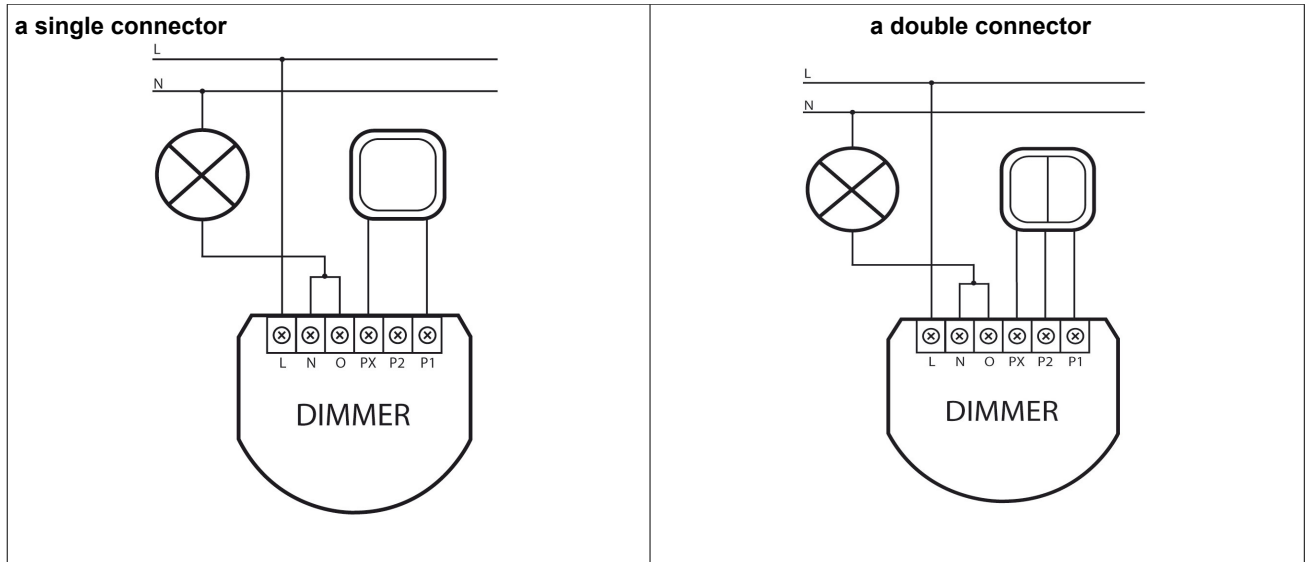 a single connector
L
N
L N O PX P2 P1
DIMMER
a double connector
L
N
L N O PX P2 P1
DIMMER